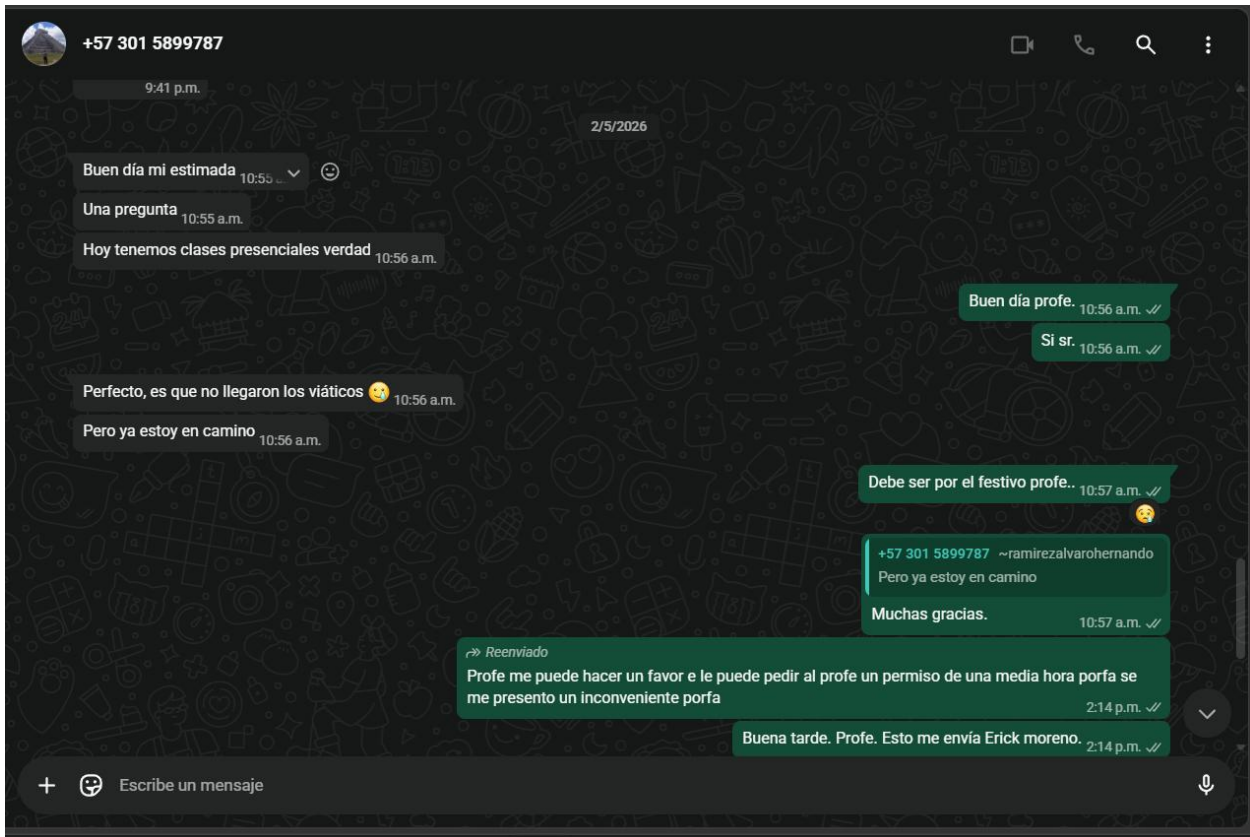 +57 301 5899787
9:41 p.m.
2/5/2026
Buen día mi estimada 10:55
Una pregunta 10:55 a.m.
Hoy tenemos clases presenciales verdad 10:56 a.m.
Buen día profe. 10:56 a.m.
Si sr. 10:56 a.m.
Perfecto, es que no llegaron los viáticos 🥲 10:56 a.m.
Pero ya estoy en camino 10:56 a.m.
Debe ser por el festivo profe.. 10:57 a.m.
😢
+57 301 5899787 ~ramirezalvarohernando
Pero ya estoy en camino
Muchas gracias. 10:57 a.m.
Reenviado
Profe me puede hacer un favor e le puede pedir al profe un permiso de una media hora porfa se
me presento un inconveniente porfa
2:14 p.m.
Buena tarde. Profe. Esto me envía Erick moreno. 2:14 p.m.
Escribe un mensaje